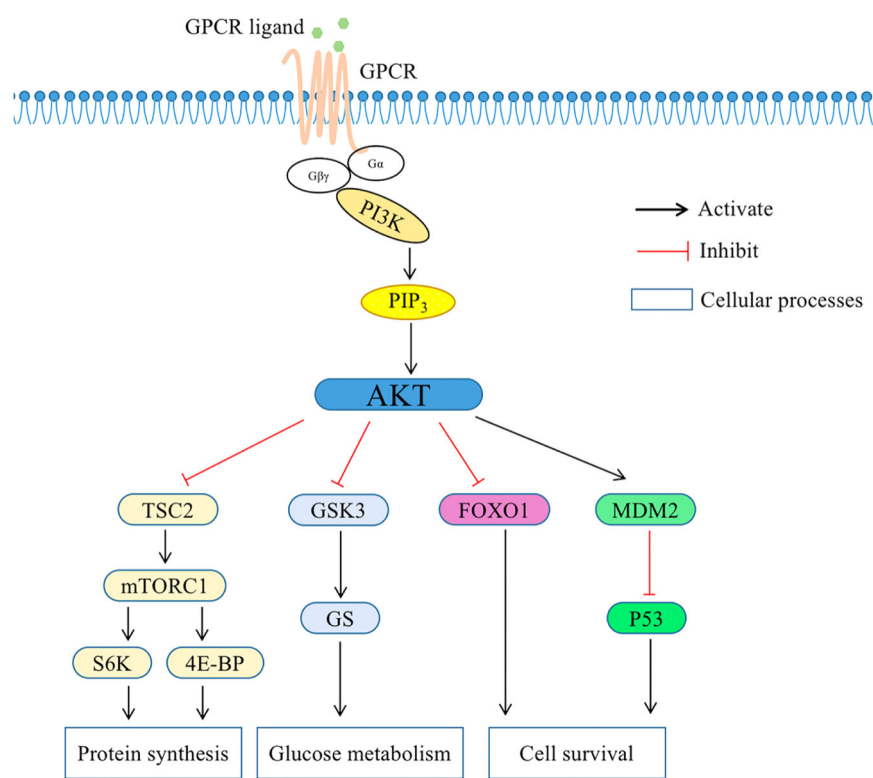 GPCR ligand
GPCR
Gα
Gβγ
PI3K
Activate
Inhibit
PIP3
Cellular processes
AKT
TSC2
GSK3
FOXO1
MDM2
mTORC1
GS
P53
S6K
4E-BP
Protein synthesis
Glucose metabolism
Cell survival